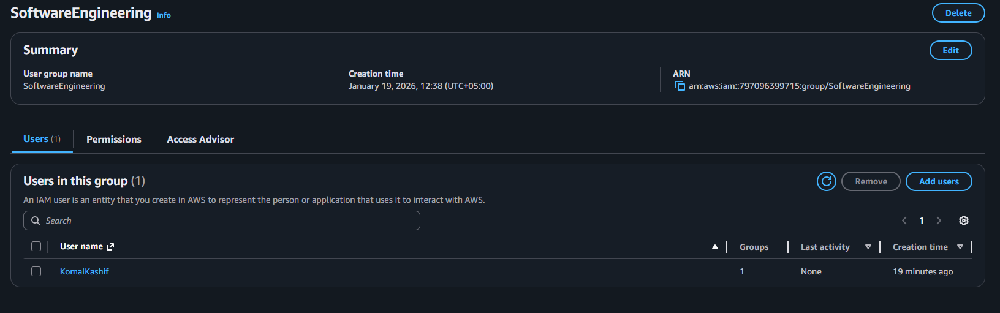 SoftwareEngineering Info Delete
Summary Edit
User group name Creation time ARN
SoftwareEngineering January 19, 2026, 12:38 (UTC+05:00) arn:aws:iam::797096399715:group/SoftwareEngineering
Users (1) Permissions Access Advisor
Users in this group (1) Remove Add users
An IAM user is an entity that you create in AWS to represent the person or application that uses it to interact with AWS.
Search 1
User name Groups Last activity Creation time
KomalKashif 1 None 19 minutes ago